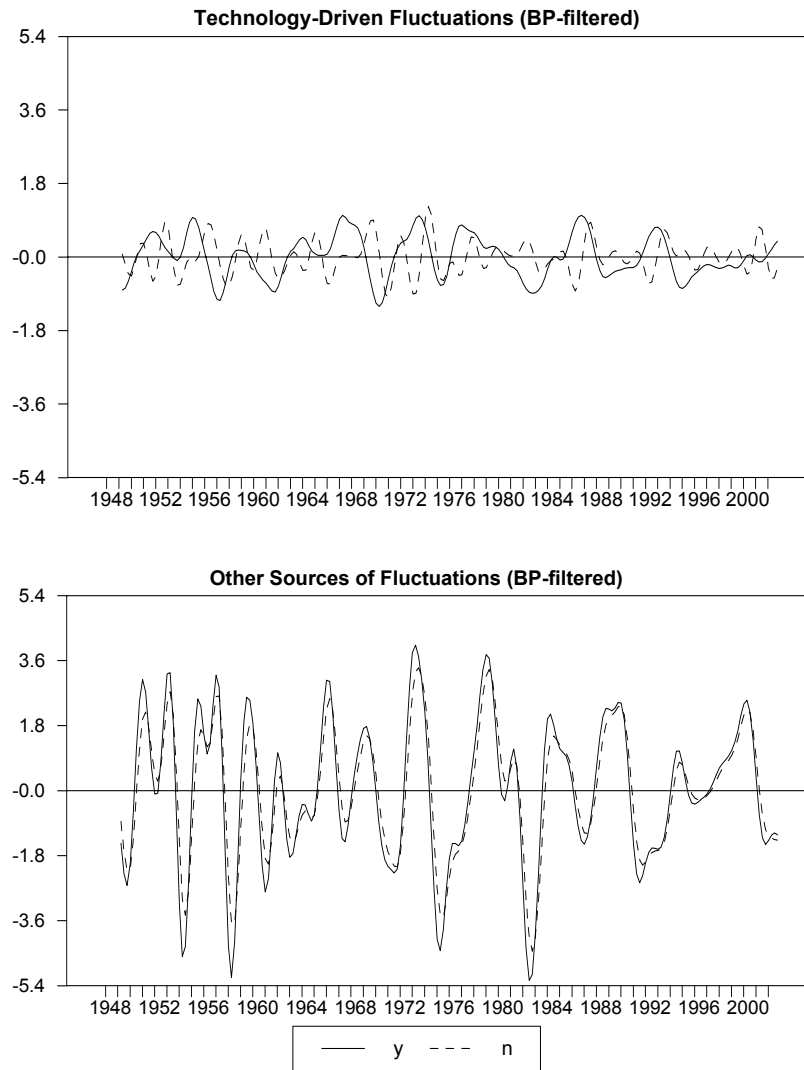 Technology-Driven Fluctuations (BP-filtered)
5.4
3.6
1.8
-0.0
-1.8
-3.6
-5.4
1948 1952 1956 1960 1964 1968 1972 1976 1980 1984 1988 1992 1996 2000
Other Sources of Fluctuations (BP-filtered)
5.4
3.6
1.8
-0.0
-1.8
-3.6
-5.4
1948 1952 1956 1960 1964 1968 1972 1976 1980 1984 1988 1992 1996 2000
y n